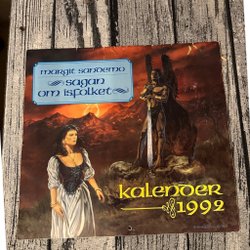 margit sandemo
sagan
om isfolket
kalender
1992